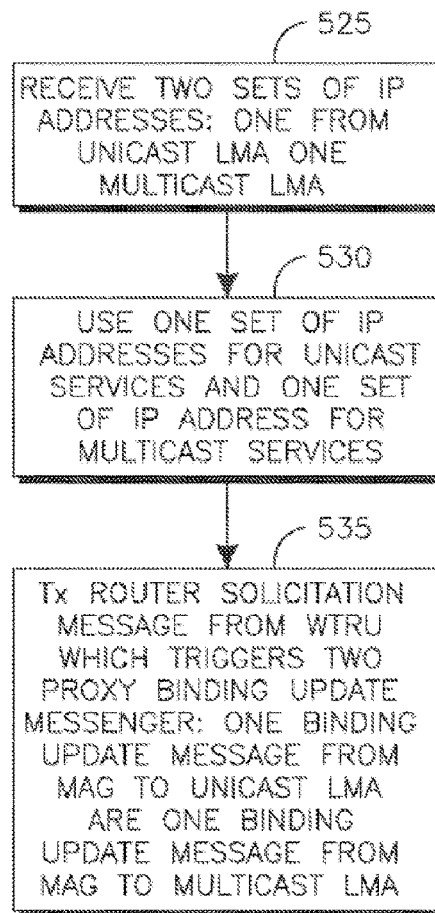 525
RECEIVE TWO SETS OF IP
ADDRESSES: ONE FROM
UNICAST LMA ONE
MULTICAST LMA
530
USE ONE SET OF IP
ADDRESSES FOR UNICAST
SERVICES AND ONE SET
OF IP ADDRESS FOR
MULTICAST SERVICES
535
Tx ROUTER SOLICITATION
MESSAGE FROM WTRU
WHICH TRIGGERS TWO
PROXY BINDING UPDATE
MESSENGER: ONE BINDING
UPDATE MESSAGE FROM
MAG TO UNICAST LMA
ARE ONE BINDING
UPDATE MESSAGE FROM
MAG TO MULTICAST LMA